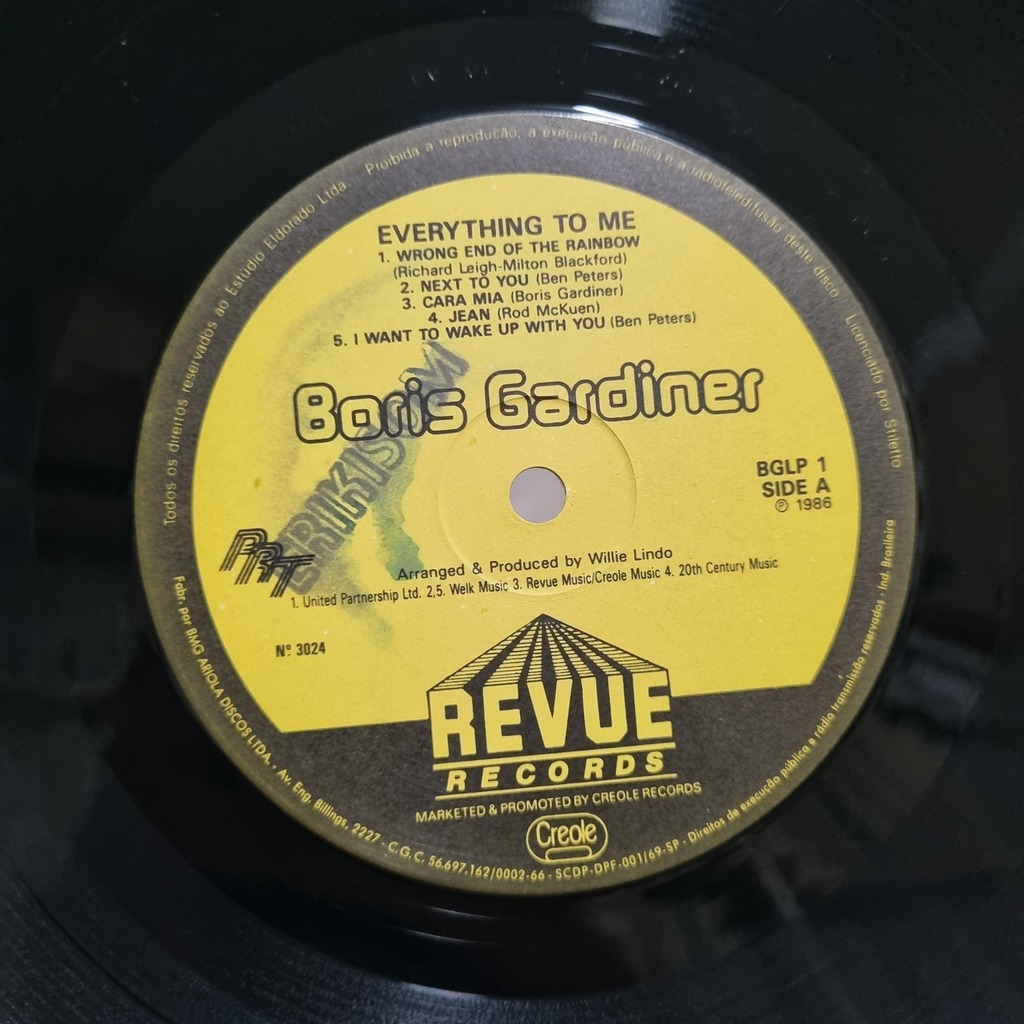 Todos os direitos reservados ao Estúdio Eldorado Ltda Proibida a reprodução, a execução pública e a radioteledifusão deste disco Licenciado por Stiletto
EVERYTHING TO ME
1. WRONG END OF THE RAINBOW
(Richard Leigh-Milton Blackford)
2. NEXT TO YOU (Ben Peters)
3. CARA MIA (Boris Gardiner)
4. JEAN (Rod McKuen)
5. I WANT TO WAKE UP WITH YOU (Ben Peters)
Boris Gardiner
BGLP 1
SIDE A
℗ 1986
PRT
Arranged & Produced by Willie Lindo
1. United Partnership Ltd. 2,5. Welk Music 3. Revue Music/Creole Music 4. 20th Century Music
Nº 3024
REVUE
RECORDS
MARKETED & PROMOTED BY CREOLE RECORDS
Creole
Fabr. por BMG ARIOLA DISCOS LTDA. - Av. Eng. Billings, 2227 - C.G.C. 56.697.162/0002-66 - SCDP-DPF-001/69-SP - Direitos de execução pública e rádio transmissão reservados - Ind. Brasileira